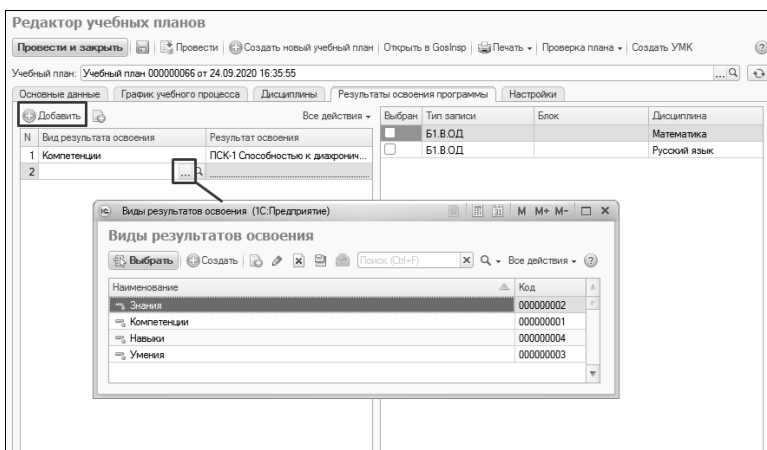 Редактор учебных планов
Провести и закрыть Провести Создать новый учебный план Открыть в GosInsp Печать Проверка плана Создать УМК
Учебный план: Учебный план 000000066 от 24.09.2020 16:35:55 ...
Основные данные График учебного процесса Дисциплины Результаты освоения программы Настройки
Добавить Все действия Выбран Тип записи Блок Дисциплина
N Вид результата освоения Результат освоения Б1.В.ОД Математика
1 Компетенции ПСК-1 Способностью к диахронич... Б1.В.ОД Русский язык
2 ...
Виды результатов освоения (1С:Предприятие) 31 M M+ M-
Виды результатов освоения
Выбрать Создать Поиск (Ctrl+F) Все действия
Наименование Код
Знания 000000002
Компетенции 000000001
Навыки 000000004
Умения 000000003